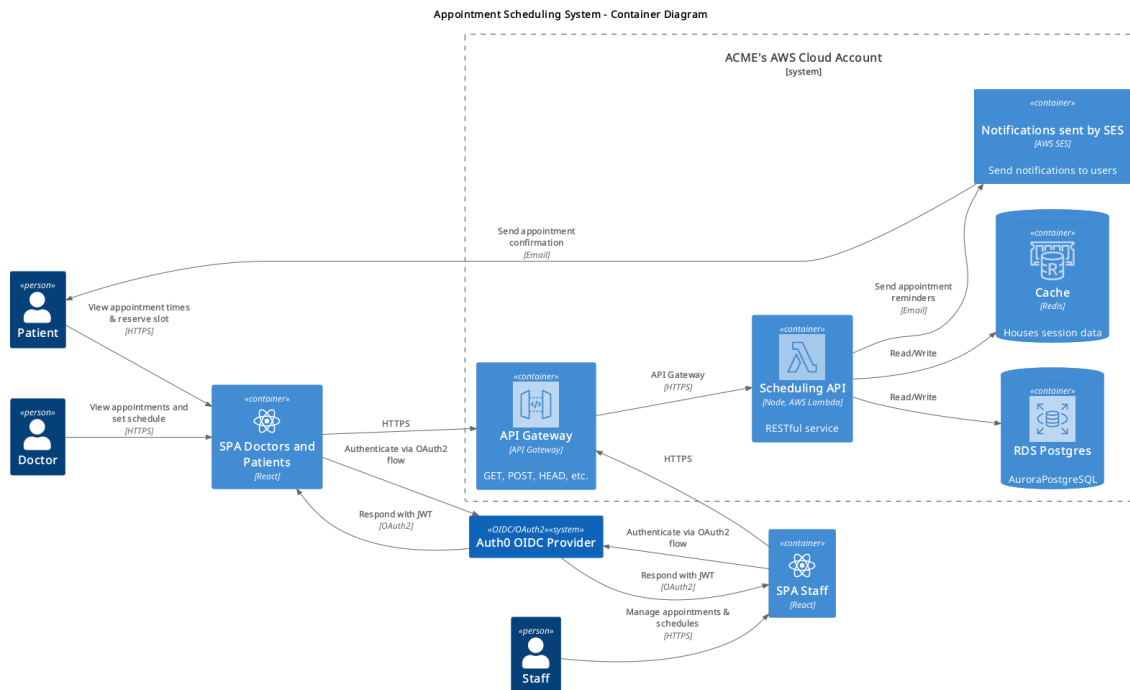 Appointment Scheduling System - Container Diagram
ACME's AWS Cloud Account
[system]
«container»
Notifications sent by SES
[AWS SES]
Send notifications to users
Send appointment
confirmation
[Email]
«container»
R
Cache
[Redis]
Houses session data
«person»
Patient
View appointment times
& reserve slot
[HTTPS]
Send appointment
reminders
[Email]
«container»
Scheduling API
[Node, AWS Lambda]
RESTful service
Read/Write
Read/Write
«container»
RDS Postgres
AuroraPostgreSQL
«person»
Doctor
View appointments and
set schedule
[HTTPS]
«container»
SPA Doctors and
Patients
[React]
HTTPS
«container»
API Gateway
[API Gateway]
GET, POST, HEAD, etc.
API Gateway
[HTTPS]
HTTPS
Authenticate via OAuth2
flow
Respond with JWT
[OAuth2]
«OIDC/OAuth2»«system»
Auth0 OIDC Provider
Authenticate via OAuth2
flow
Respond with JWT
[OAuth2]
«container»
SPA Staff
[React]
Manage appointments &
schedules
[HTTPS]
«person»
Staff